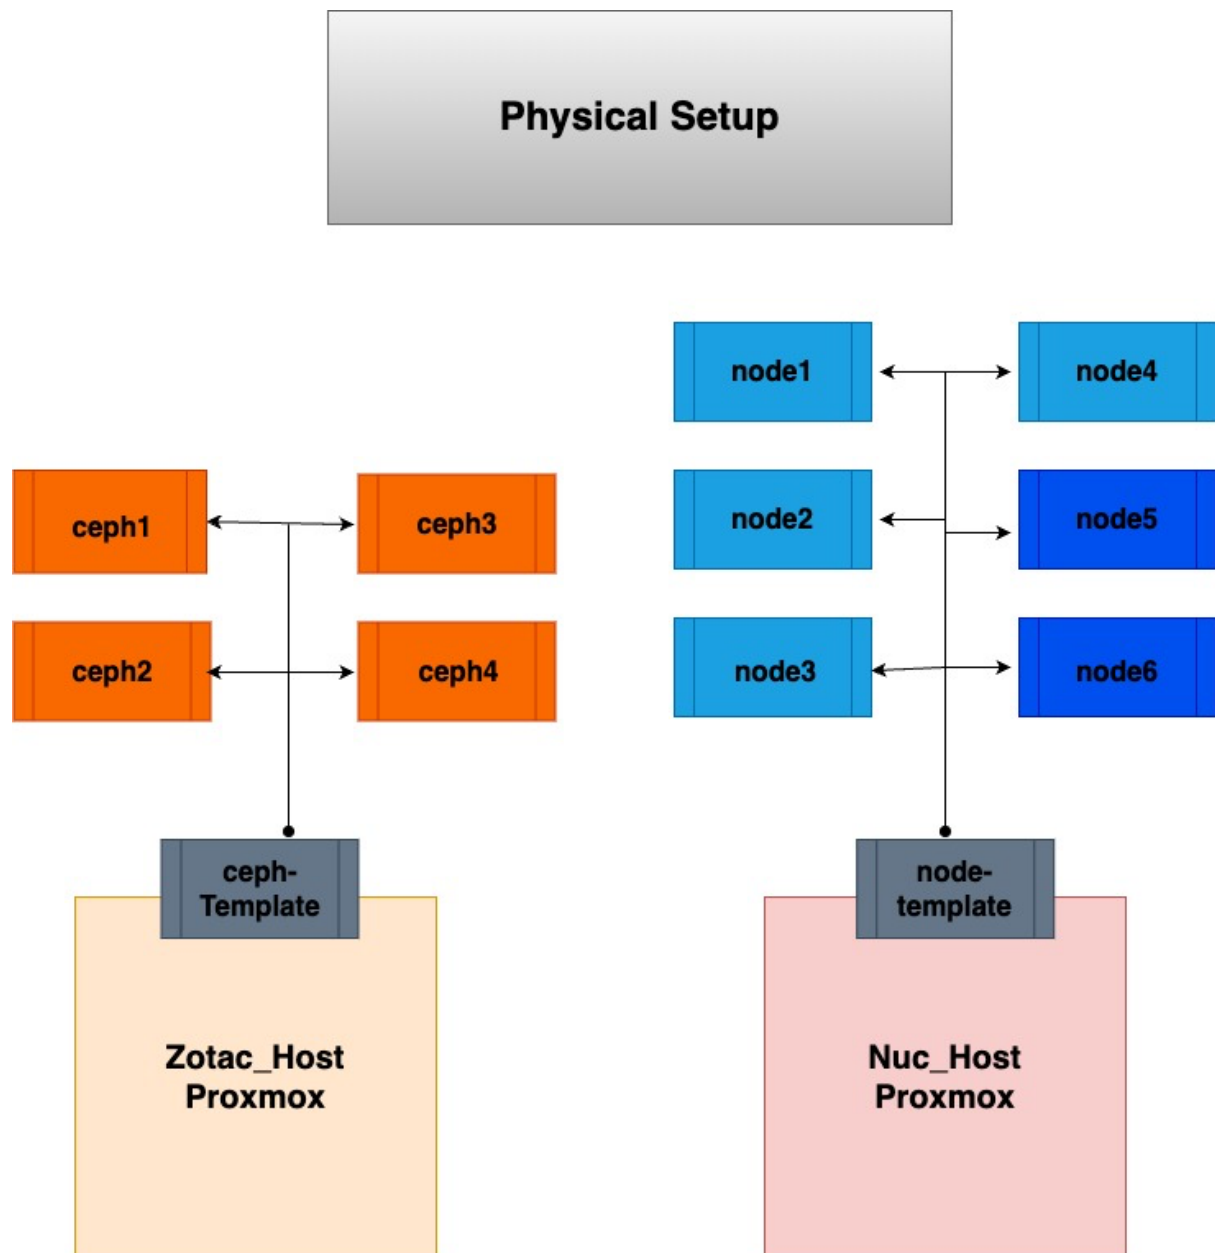 Physical Setup
node1
node4
ceph1
ceph3
node2
node5
ceph2
ceph4
node3
node6
ceph-
Template
node-
template
Zotac_Host
Proxmox
Nuc_Host
Proxmox